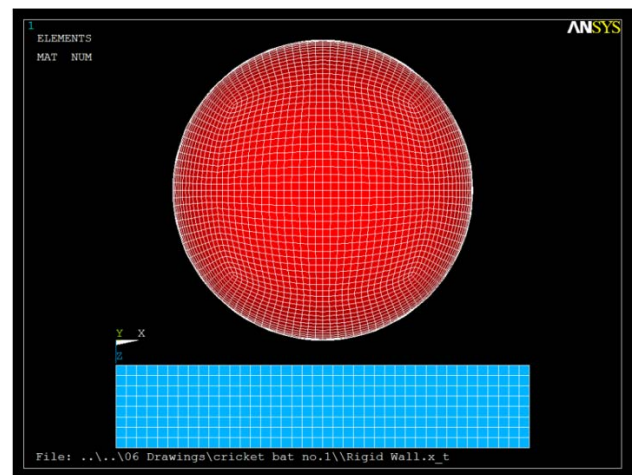 1
ANSYS
ELEMENTS
MAT NUM
Y X
Z
File: ..\..\06 Drawings\cricket bat no.1\\Rigid Wall.x_t